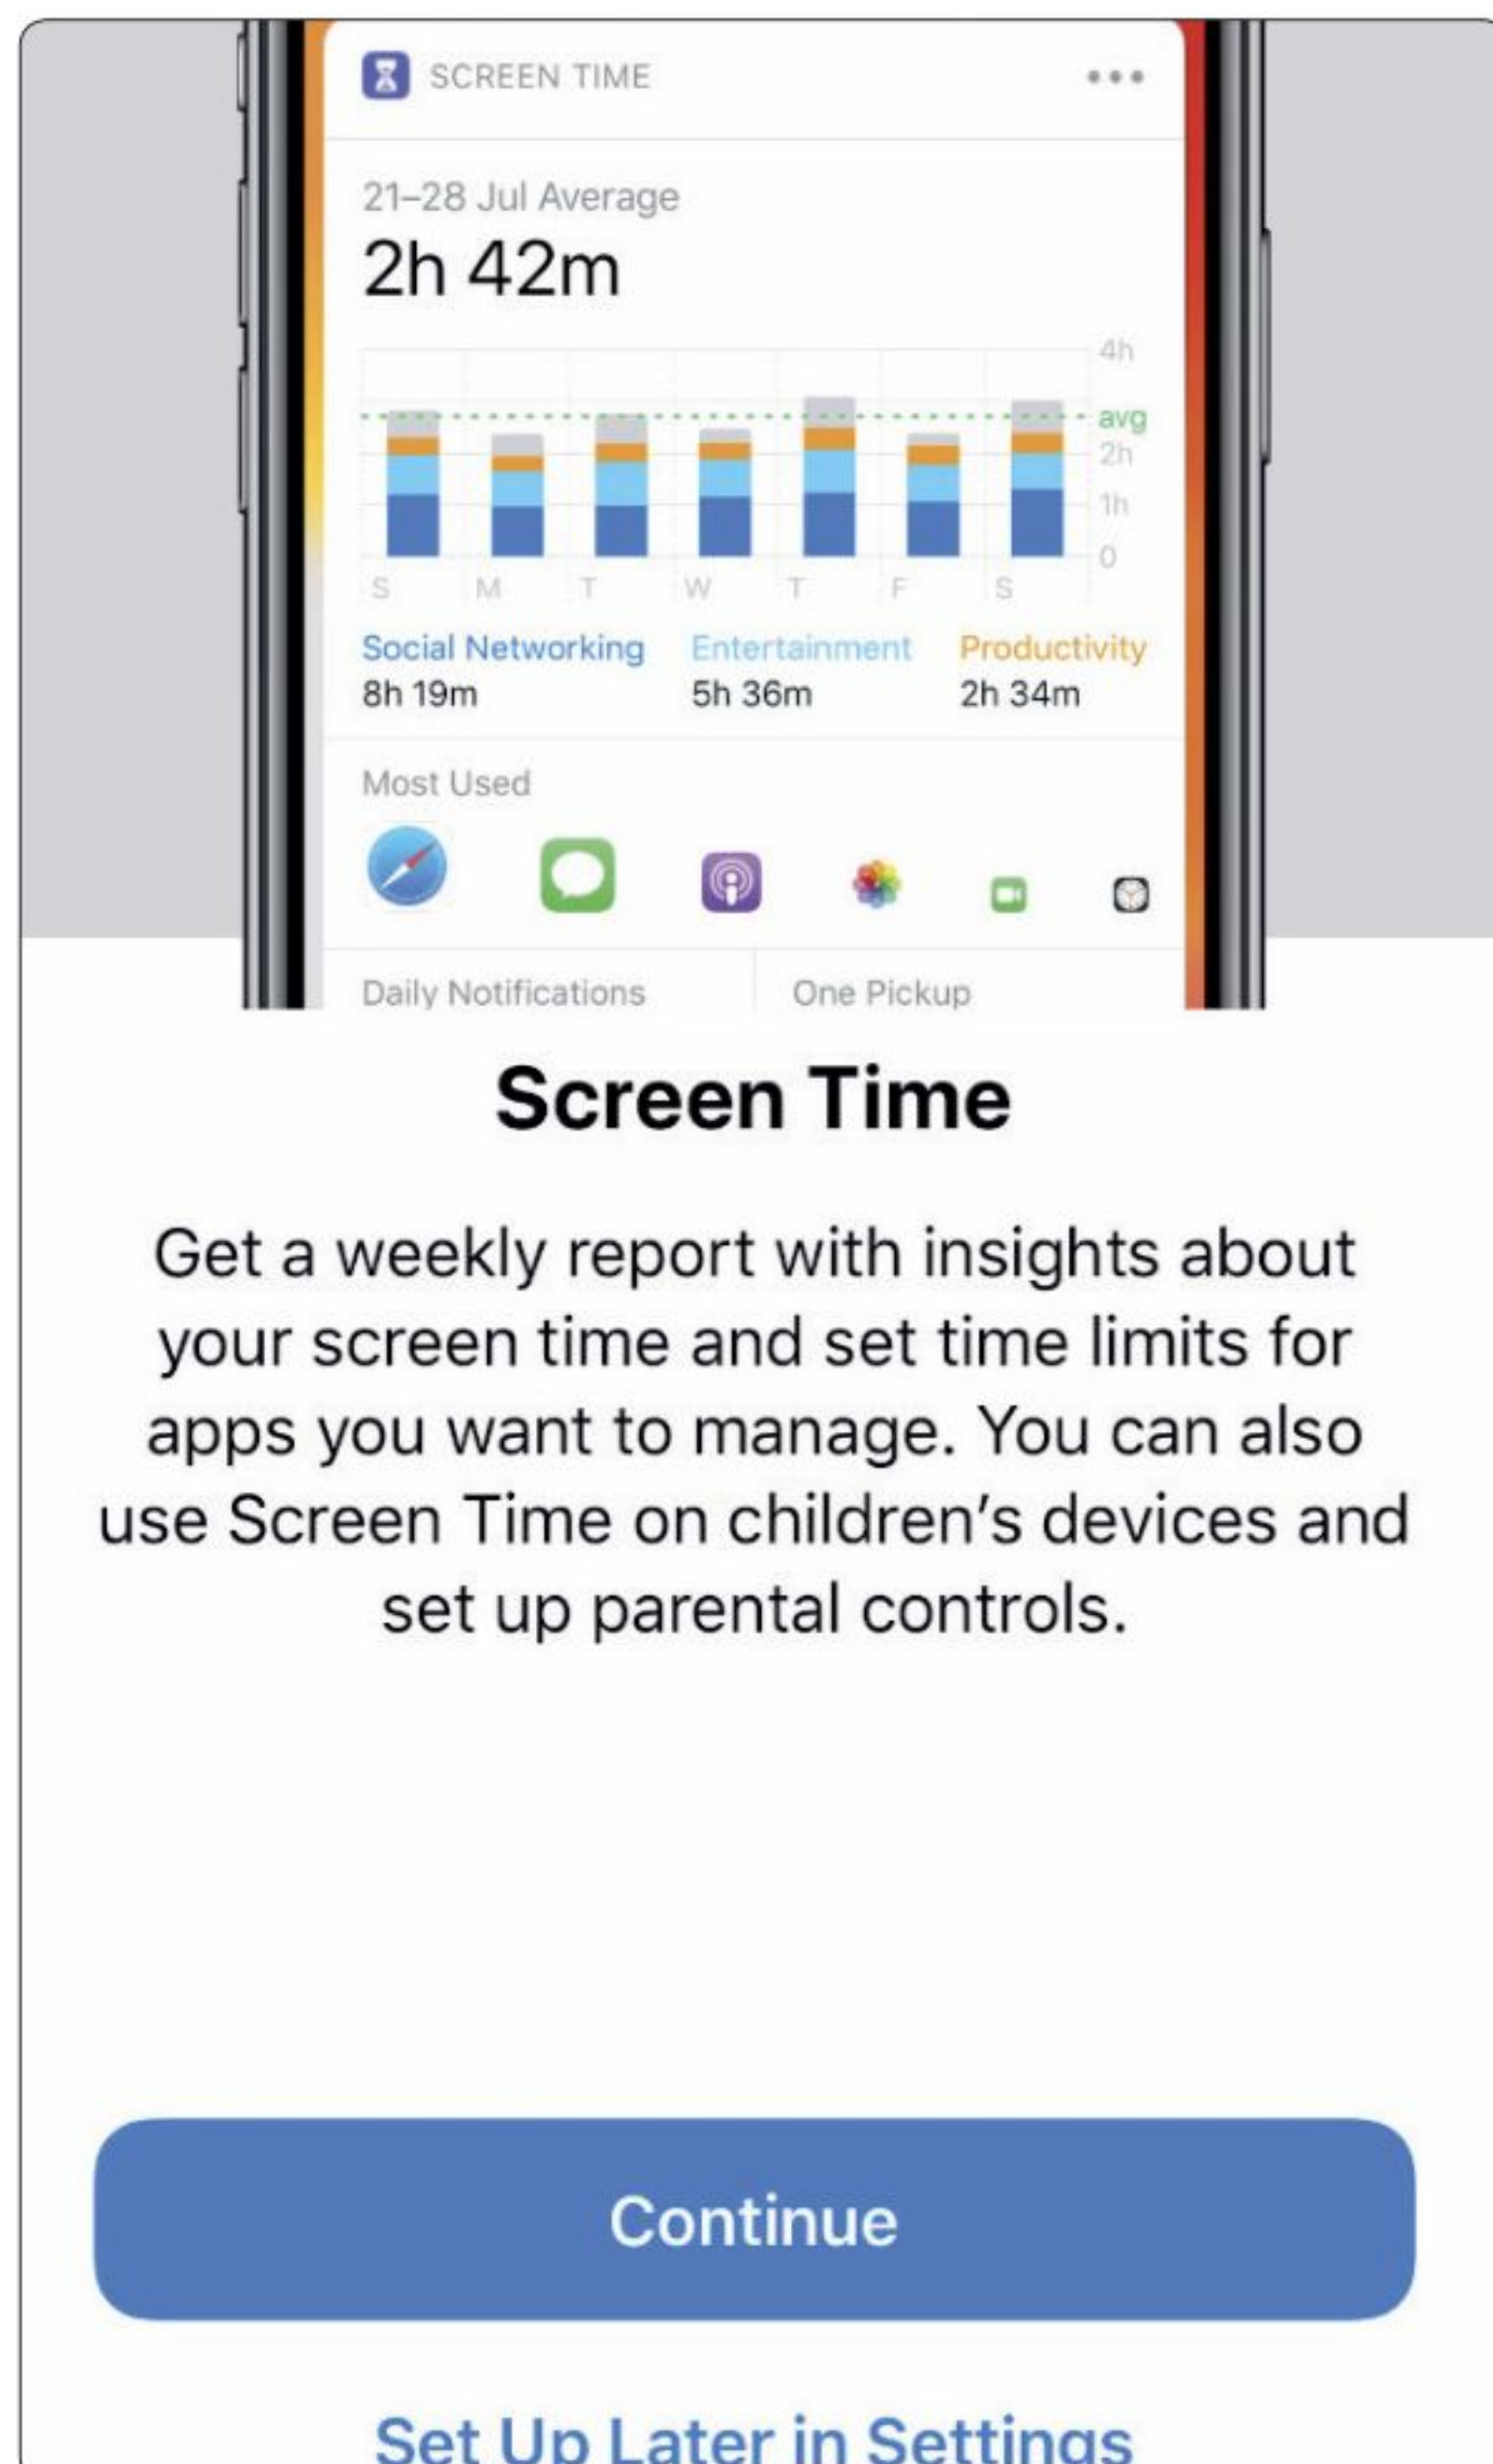 SCREEN TIME
21–28 Jul Average
2h 42m
4h
avg
2h
1h
0
S M T W T F S
Social Networking Entertainment Productivity
8h 19m 5h 36m 2h 34m
Most Used
Daily Notifications One Pickup
Screen Time
Get a weekly report with insights about
your screen time and set time limits for
apps you want to manage. You can also
use Screen Time on children’s devices and
set up parental controls.
Continue
Set Up Later in Settings